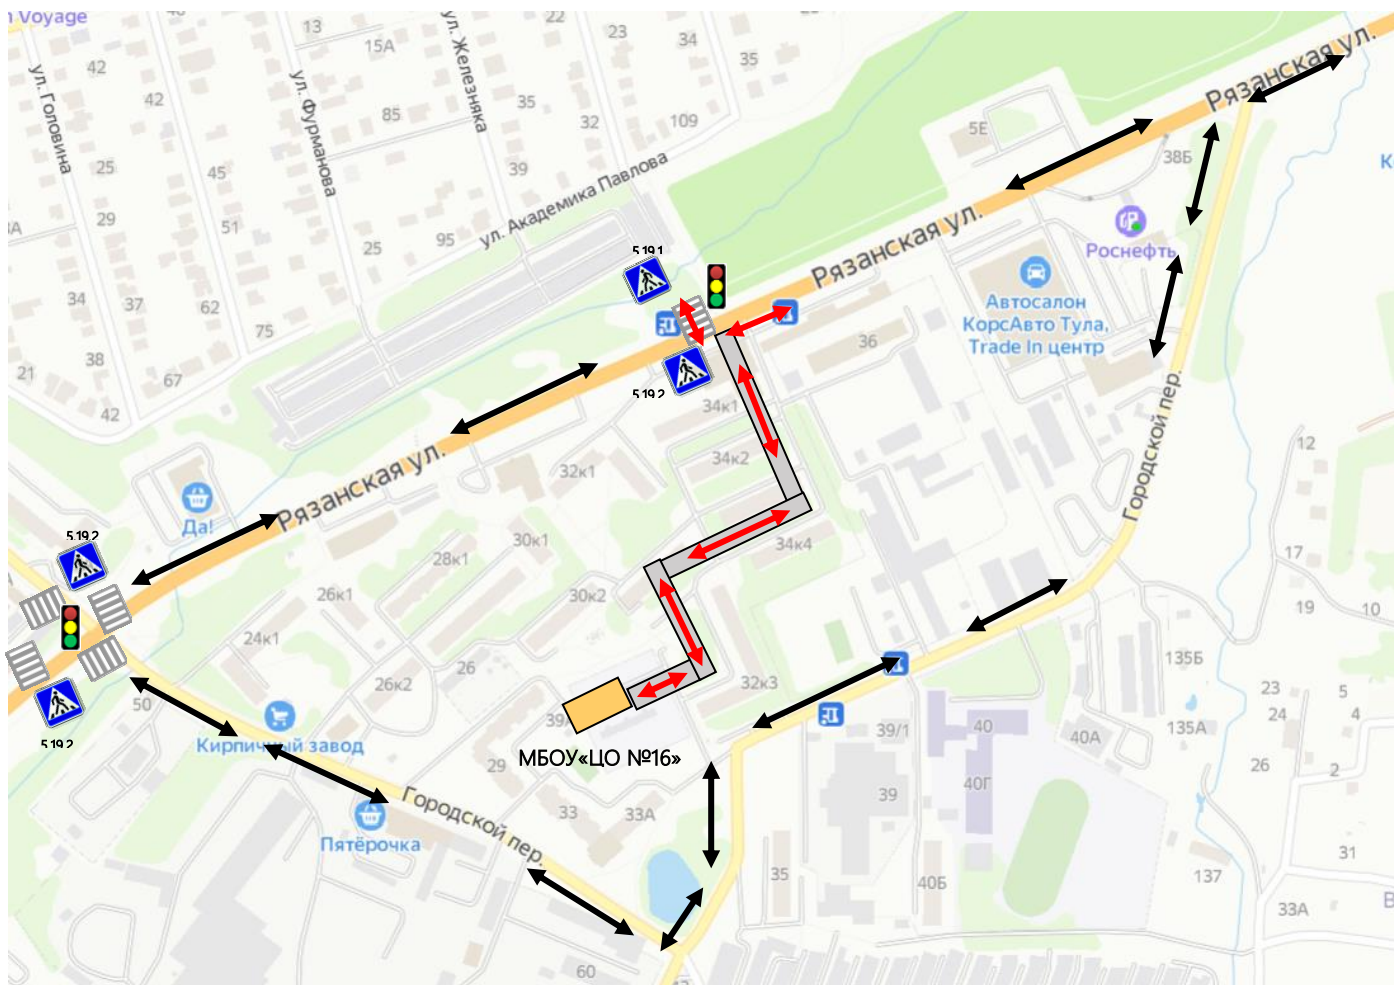 Voyage
13
22
23
34
15А
35
42
42
ул. Головина
ул. Фурманова
ул. Железняка
85
35
32
109
39
25
45
29
51
25
95
ул. Академика Павлова
34
37
62
75
38
21
67
42
5Е
38Б
Рязанская ул.
Роснефть
Рязанская ул.
Автосалон
КорсАвто Тула,
Trade In центр
5.19.1
5.19.2
36
34к1
34к2
34к4
32к1
30к1
30к2
28к1
26к1
24к1
26к2
26
Рязанская ул.
Да!
5.19.2
5.19.2
50
Кирпичный завод
Пятёрочка
Городской пер.
39А
МБОУ«ЦО №16»
29
33
33А
32к3
60
35
39/1
39
40
40Г
40А
40Б
Городской пер.
12
17
19
10
135Б
135А
23
24
5
4
26
2
31
137
33А